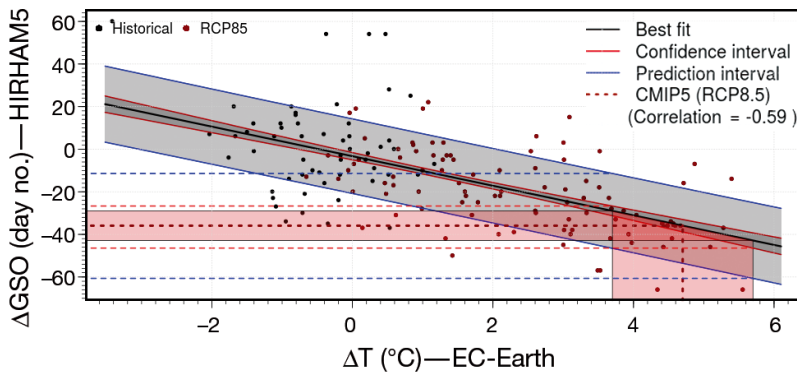 60
40
20
0
−20
−40
−60
−2
0
2
4
6
ΔGSO (day no.)—HIRHAM5
ΔT (°C)—EC-Earth
Historical
RCP85
Best fit
Confidence interval
Prediction interval
CMIP5 (RCP8.5)
(Correlation = -0.59 )